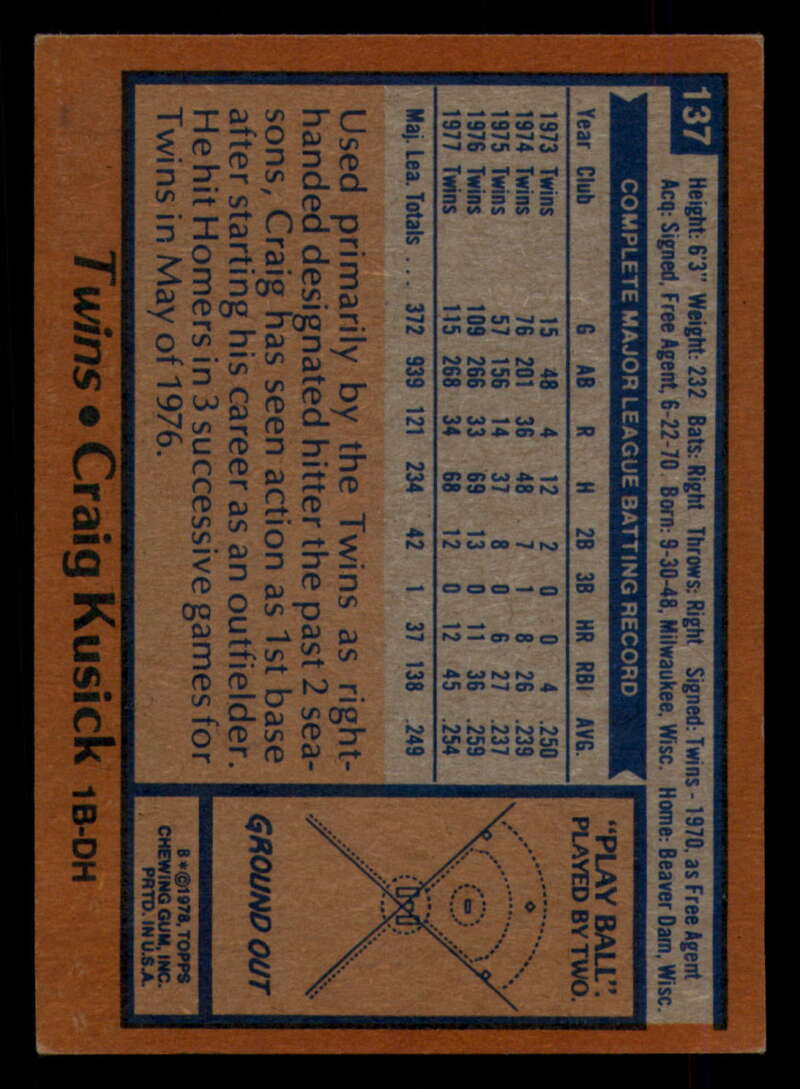 137
Height: 6'3" Weight: 232 Bats: Right Throws: Right Signed: Twins - 1970, as Free Agent
Acq: Signed, Free Agent, 6-22-70 Born: 9-30-48, Milwaukee, Wisc. Home: Beaver Dam, Wisc.
COMPLETE MAJOR LEAGUE BATTING RECORD
Year Club G AB R H 2B 3B HR RBI AVG.
1973 Twins 15 48 4 12 2 0 0 4 .250
1974 Twins 76 201 36 48 7 1 8 26 .239
1975 Twins 57 156 14 37 8 0 6 27 .237
1976 Twins 109 266 33 69 13 0 11 36 .259
1977 Twins 115 268 34 68 12 0 12 45 .254
Maj. Lea. Totals . . . 372 939 121 234 42 1 37 138 .249
Used primarily by the Twins as right-
handed designated hitter the past 2 sea-
sons, Craig has seen action as 1st base
after starting his career as an outfielder.
He hit Homers in 3 successive games for
Twins in May of 1976.
"PLAY BALL":
PLAYED BY TWO.
GROUND OUT
Twins • Craig Kusick 1B-DH
B * © 1978, TOPPS
CHEWING GUM, INC.
PRTD. IN U.S.A.